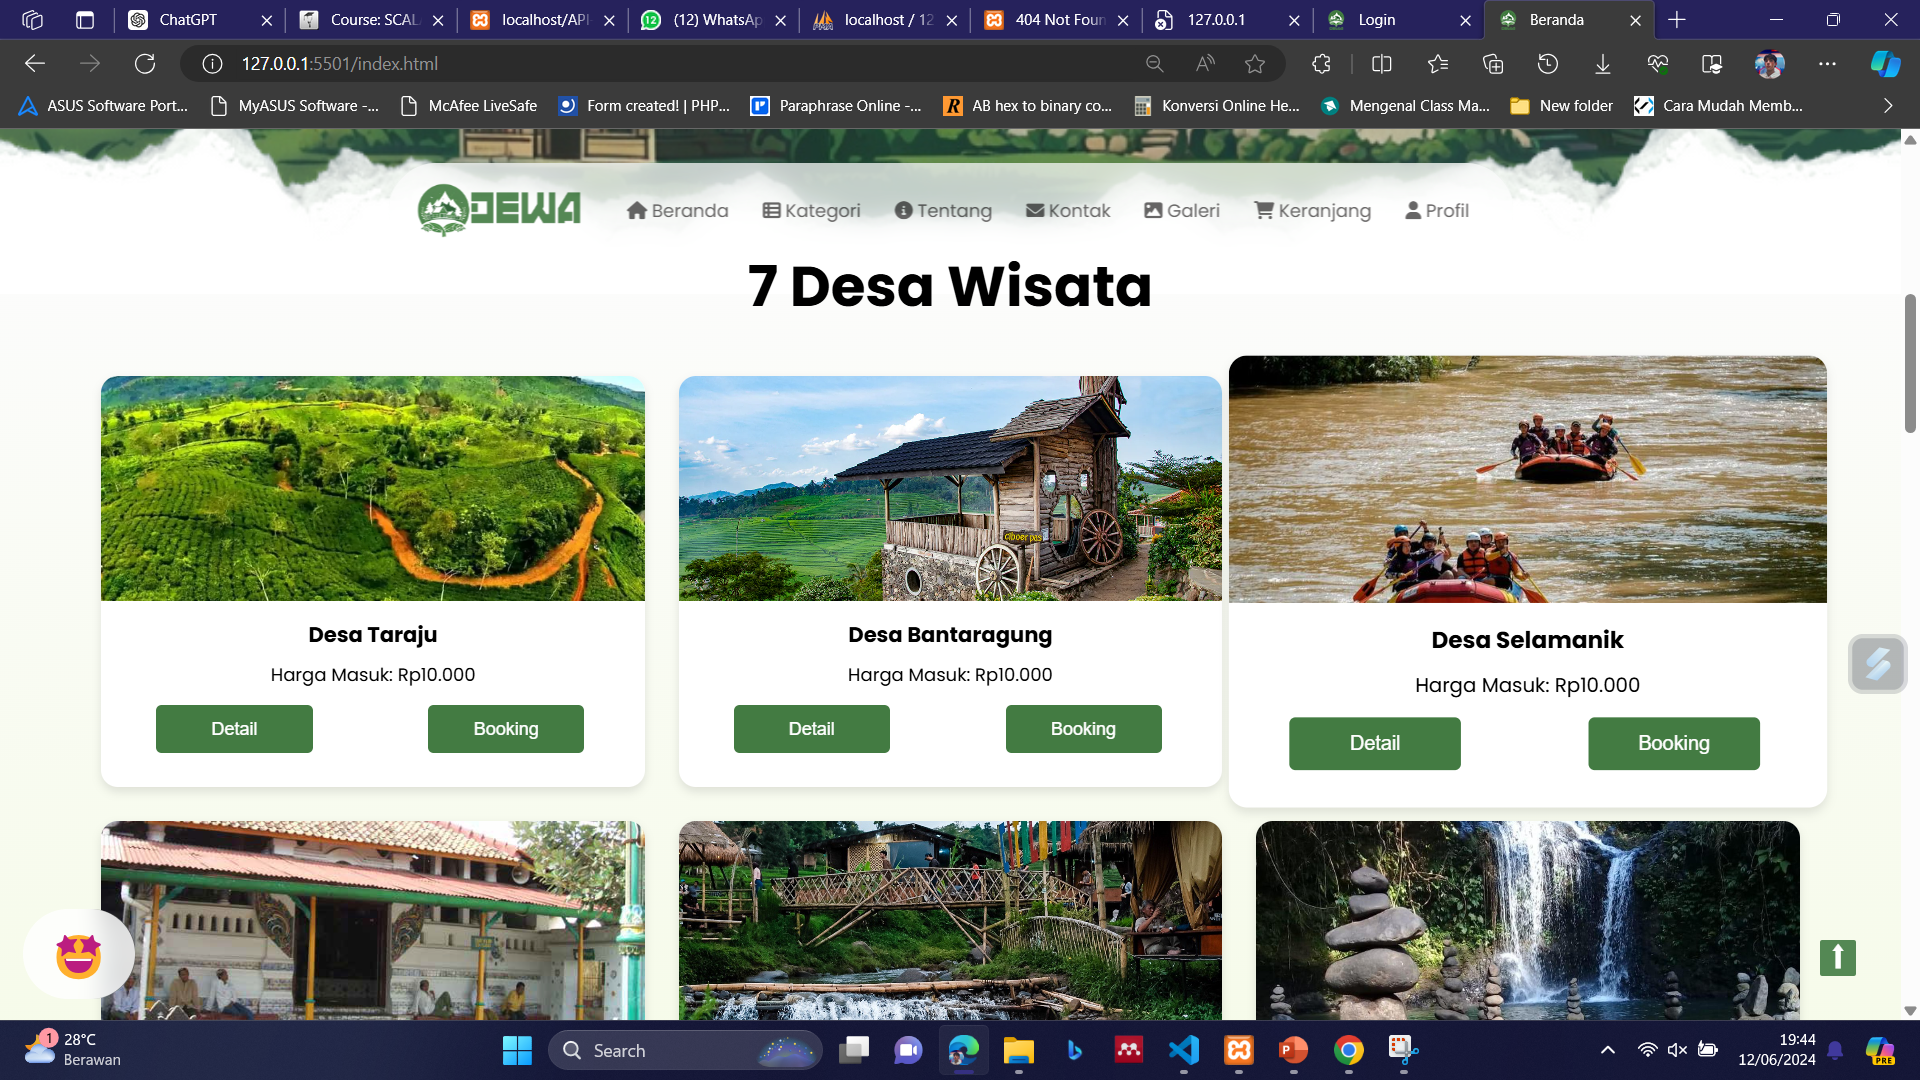 ChatGPT
Course: SCAL
localhost/API
(12) WhatsAp
localhost / 12
404 Not Foun
127.0.0.1
Login
Beranda
127.0.0.1:5501/index.html
ASUS Software Port...
MyASUS Software -...
McAfee LiveSafe
Form created! | PHP...
Paraphrase Online -...
AB hex to binary co...
Konversi Online He...
Mengenal Class Ma...
New folder
Cara Mudah Memb...
DEWA
Beranda
Kategori
Tentang
Kontak
Galeri
Keranjang
Profil
7 Desa Wisata
ciboer pas
Desa Taraju
Harga Masuk: Rp10.000
Detail
Booking
Desa Bantaragung
Harga Masuk: Rp10.000
Detail
Booking
Desa Selamanik
Harga Masuk: Rp10.000
Detail
Booking
1
28°C
Berawan
Search
19:44
12/06/2024
PRE